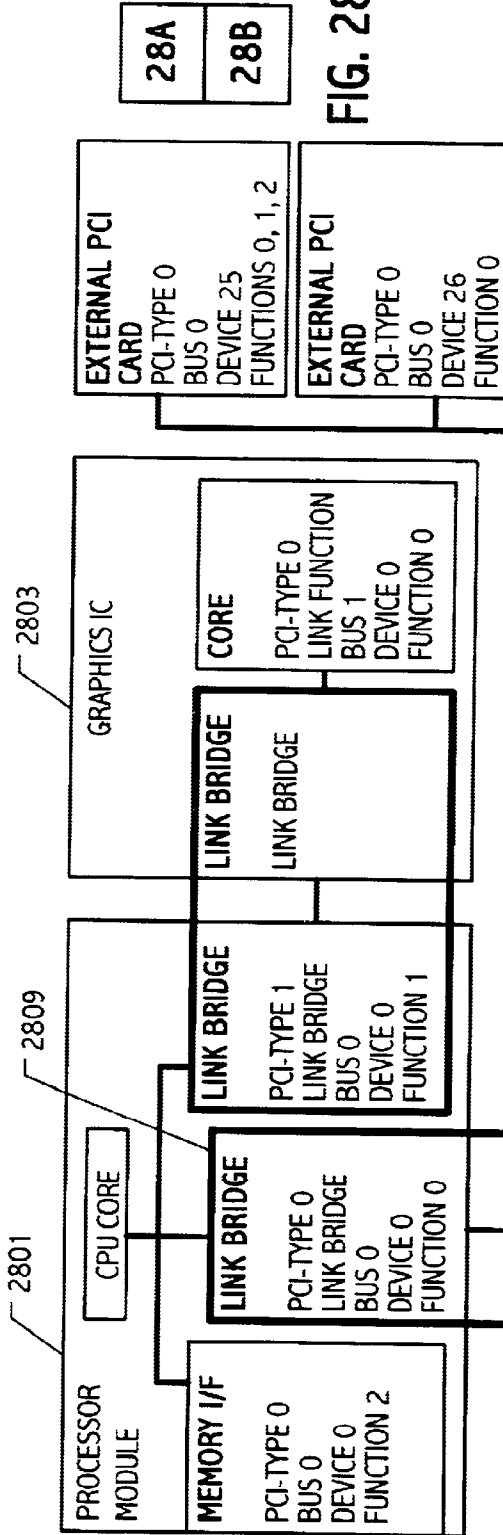 2801
PROCESSOR
MODULE
CPU CORE
2809
MEMORY I/F
PCI-TYPE 0
BUS 0
DEVICE 0
FUNCTION 2
LINK BRIDGE
PCI-TYPE 0
LINK BRIDGE
BUS 0
DEVICE 0
FUNCTION 0
LINK BRIDGE
PCI-TYPE 1
LINK BRIDGE
BUS 0
DEVICE 0
FUNCTION 1
2803
GRAPHICS IC
LINK BRIDGE
LINK BRIDGE
CORE
PCI-TYPE 0
LINK FUNCTION
BUS 1
DEVICE 0
FUNCTION 0
EXTERNAL PCI
CARD
PCI-TYPE 0
BUS 0
DEVICE 25
FUNCTIONS 0, 1, 2
EXTERNAL PCI
CARD
PCI-TYPE 0
BUS 0
DEVICE 26
FUNCTION 0
28A
28B
FIG. 28